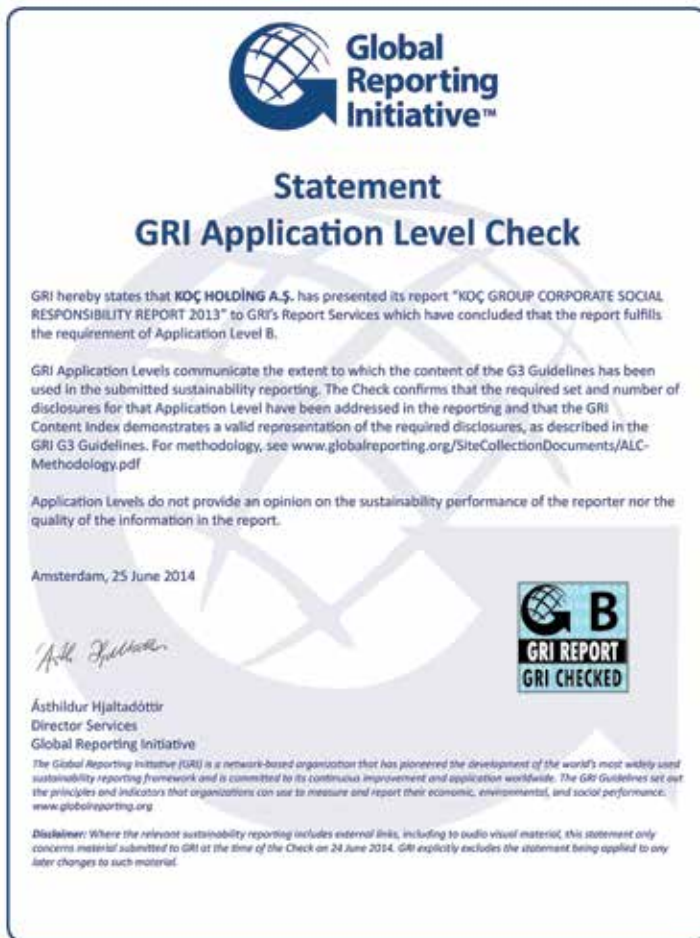 Global
Reporting
Initiative™
Statement
GRI Application Level Check
GRI hereby states that KOÇ HOLDİNG A.Ş. has presented its report "KOÇ GROUP CORPORATE SOCIAL
RESPONSIBILITY REPORT 2013" to GRI's Report Services which have concluded that the report fulfills
the requirement of Application Level B.
GRI Application Levels communicate the extent to which the content of the G3 Guidelines has been
used in the submitted sustainability reporting. The Check confirms that the required set and number of
disclosures for that Application Level have been addressed in the reporting and that the GRI
Content Index demonstrates a valid representation of the required disclosures, as described in the
GRI G3 Guidelines. For methodology, see www.globalreporting.org/SiteCollectionDocuments/ALC-
Methodology.pdf
Application Levels do not provide an opinion on the sustainability performance of the reporter nor the
quality of the information in the report.
Amsterdam, 25 June 2014
B
GRI REPORT
GRI CHECKED
Ásthildur Hjaltadóttir
Director Services
Global Reporting Initiative
The Global Reporting Initiative (GRI) is a network-based organization that has pioneered the development of the world's most widely used
sustainability reporting framework and is committed to its continuous improvement and application worldwide. The GRI Guidelines set out
the principles and indicators that organizations can use to measure and report their economic, environmental, and social performance.
www.globalreporting.org
Disclaimer: Where the relevant sustainability reporting includes external links, including to audio visual material, this statement only
concerns material submitted to GRI at the time of the Check on 24 June 2014. GRI explicitly excludes the statement being applied to any
later changes to such material.